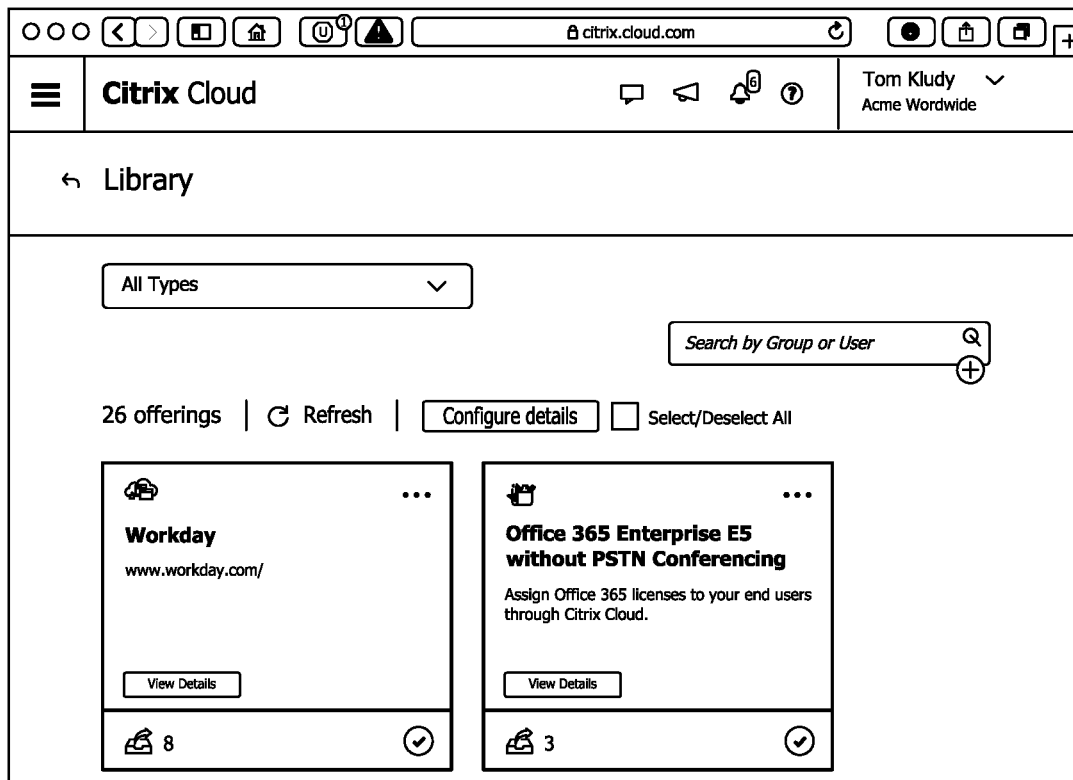 U 1
citrix.cloud.com
Citrix Cloud
6
?
Tom Kludy
Acme Wordwide
Library
All Types
Search by Group or User
26 offerings
Refresh
Configure details
Select/Deselect All
Workday
www.workday.com/
View Details
8
Office 365 Enterprise E5
without PSTN Conferencing
Assign Office 365 licenses to your end users
through Citrix Cloud.
View Details
3